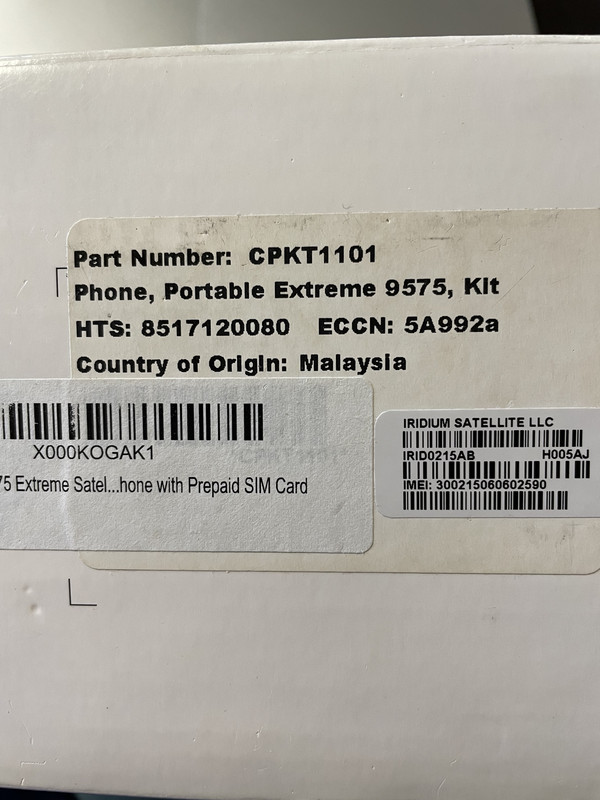 Part Number: CPKT1101
Phone, Portable Extreme 9575, Kit
HTS: 8517120080 ECCN: 5A992a
Country of Origin: Malaysia
X000KOGAK1
75 Extreme Satel...hone with Prepaid SIM Card
IRIDIUM SATELLITE LLC
IRID0215AB H005AJ
IMEI: 300215060602590